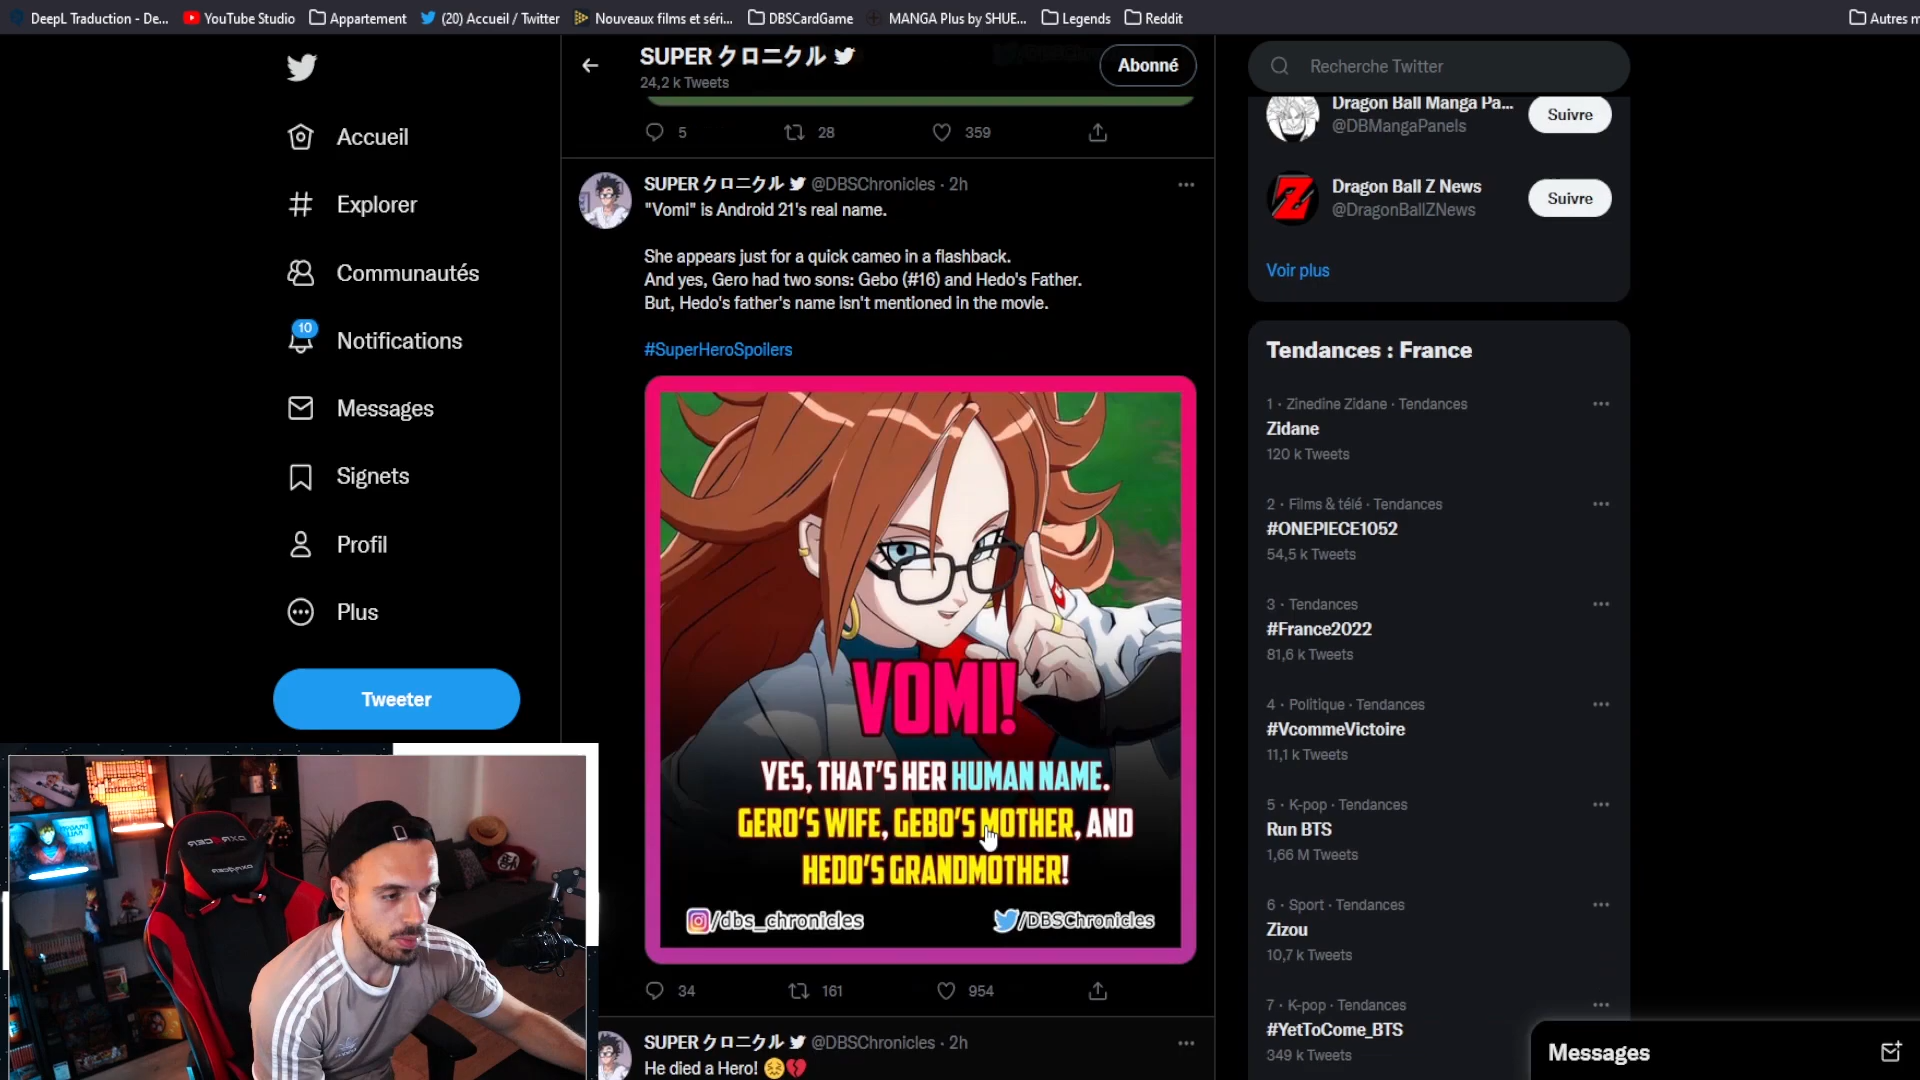 DeepL Traduction - De...
YouTube Studio
Appartement
(20) Accueil / Twitter
Nouveaux films et séri...
DBSCardGame
MANGA Plus by SHUE...
Legends
Reddit
Autres m
SUPER クロニクル
24,2 k Tweets
Abonné
Recherche Twitter
Accueil
Explorer
Communautés
10
Notifications
Messages
Signets
Profil
Plus
Tweeter
5
28
359
SUPER クロニクル @DBSChronicles · 2h
"Vomi" is Android 21's real name.
She appears just for a quick cameo in a flashback.
And yes, Gero had two sons: Gebo (#16) and Hedo's Father.
But, Hedo's father's name isn't mentioned in the movie.
#SuperHeroSpoilers
VOMI!
YES, THAT'S HER HUMAN NAME.
GERO'S WIFE, GEBO'S MOTHER, AND
HEDO'S GRANDMOTHER!
/dbs_chronicles
/DBSChronicles
34
161
954
SUPER クロニクル @DBSChronicles · 2h
He died a Hero!
Dragon Ball Manga Pa...
@DBMangaPanels
Suivre
Dragon Ball Z News
@DragonBallZNews
Suivre
Voir plus
Tendances : France
1 · Zinedine Zidane · Tendances
Zidane
120 k Tweets
2 · Films & télé · Tendances
#ONEPIECE1052
54,5 k Tweets
3 · Tendances
#France2022
81,6 k Tweets
4 · Politique · Tendances
#VcommeVictoire
11,1 k Tweets
5 · K-pop · Tendances
Run BTS
1,66 M Tweets
6 · Sport · Tendances
Zizou
10,7 k Tweets
7 · K-pop · Tendances
#YetToCome_BTS
349 k Tweets
Messages